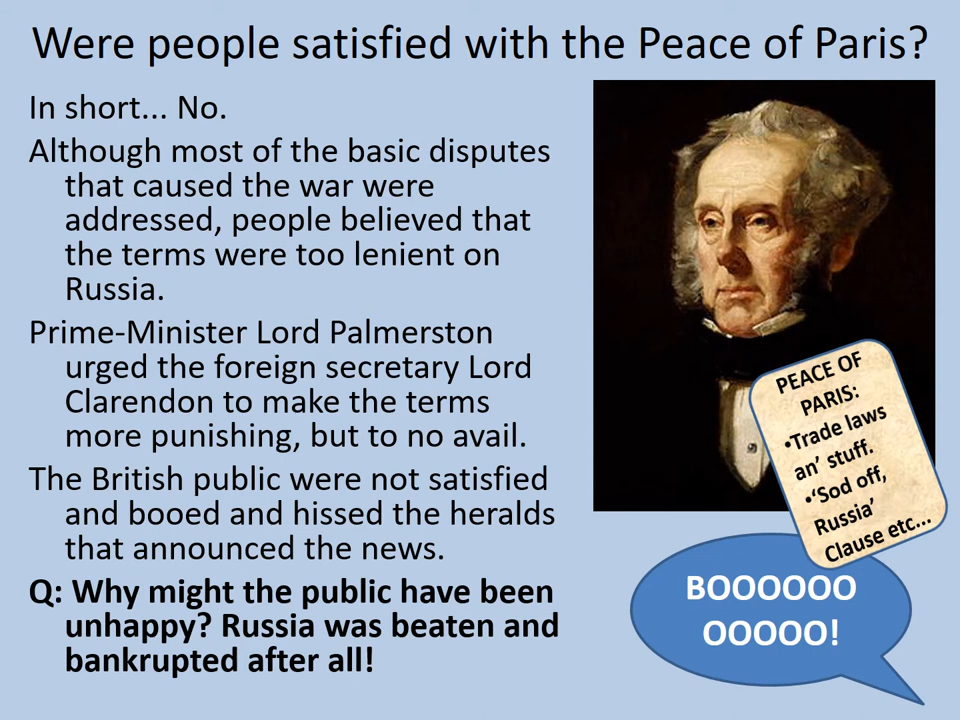 Were people satisfied with the Peace of Paris?
In short... No.
Although most of the basic disputes
that caused the war were
addressed, people believed that
the terms were too lenient on
Russia.
Prime-Minister Lord Palmerston
urged the foreign secretary Lord
Clarendon to make the terms
more punishing, but to no avail.
The British public were not satisfied
and booed and hissed the heralds
that announced the news.
Q: Why might the public have been
unhappy? Russia was beaten and
bankrupted after all!
PEACE OF
PARIS:
•Trade laws
an’ stuff.
•‘Sod off,
Russia’
Clause etc...
BOOOOOO
OOOOO!